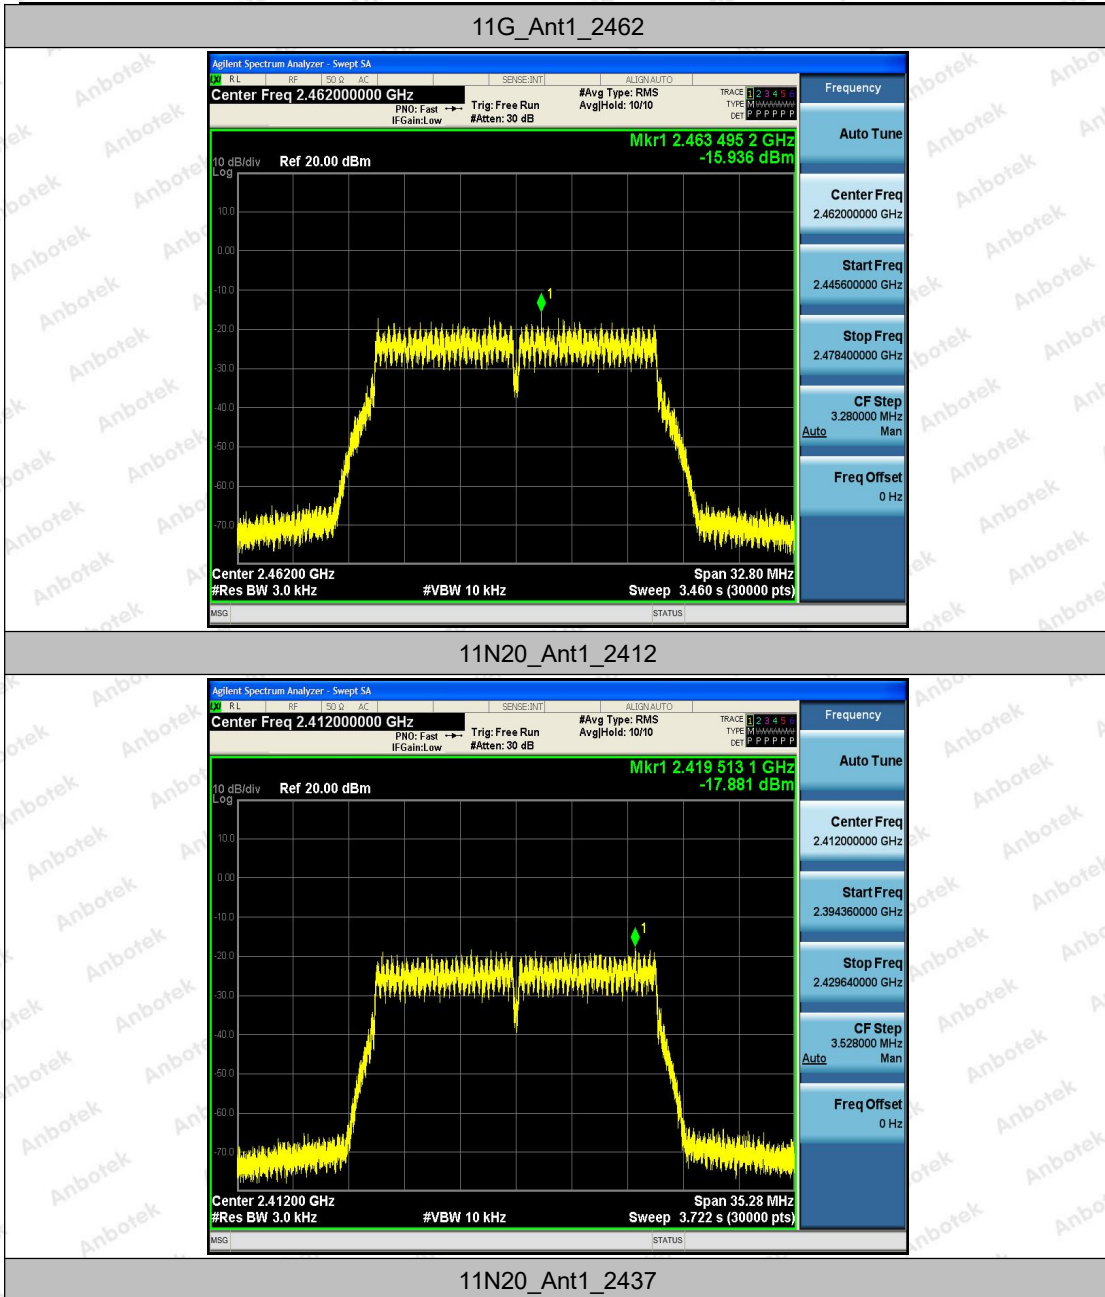 11G_Ant1_2462
Agilent Spectrum Analyzer - Swept SA
LXI RL RF 50 Ω AC SENSE:INT ALIGNAUTO
Center Freq 2.462000000 GHz
PNO: Fast
IFGain:Low
Trig: Free Run
#Atten: 30 dB
#Avg Type: RMS
Avg|Hold: 10/10
TRACE 1 2 3 4 5 6
TYPE M
DET P P P P P P
Mkr1 2.463 495 2 GHz
-15.936 dBm
10 dB/div
Log
Ref 20.00 dBm
10.0
0.00
-10.0
-20.0
-30.0
-40.0
-50.0
-60.0
-70.0
1
Center 2.46200 GHz
#Res BW 3.0 kHz
#VBW 10 kHz
Span 32.80 MHz
Sweep 3.460 s (30000 pts)
MSG
STATUS
Frequency
Auto Tune
Center Freq
2.462000000 GHz
Start Freq
2.445600000 GHz
Stop Freq
2.478400000 GHz
CF Step
3.280000 MHz
Auto Man
Freq Offset
0 Hz
11N20_Ant1_2412
Agilent Spectrum Analyzer - Swept SA
LXI RL RF 50 Ω AC SENSE:INT ALIGNAUTO
Center Freq 2.412000000 GHz
PNO: Fast
IFGain:Low
Trig: Free Run
#Atten: 30 dB
#Avg Type: RMS
Avg|Hold: 10/10
TRACE 1 2 3 4 5 6
TYPE M
DET P P P P P P
Mkr1 2.419 513 1 GHz
-17.881 dBm
10 dB/div
Log
Ref 20.00 dBm
10.0
0.00
-10.0
-20.0
-30.0
-40.0
-50.0
-60.0
-70.0
1
Center 2.41200 GHz
#Res BW 3.0 kHz
#VBW 10 kHz
Span 35.28 MHz
Sweep 3.722 s (30000 pts)
MSG
STATUS
Frequency
Auto Tune
Center Freq
2.412000000 GHz
Start Freq
2.394360000 GHz
Stop Freq
2.429640000 GHz
CF Step
3.528000 MHz
Auto Man
Freq Offset
0 Hz
11N20_Ant1_2437
Anbotek